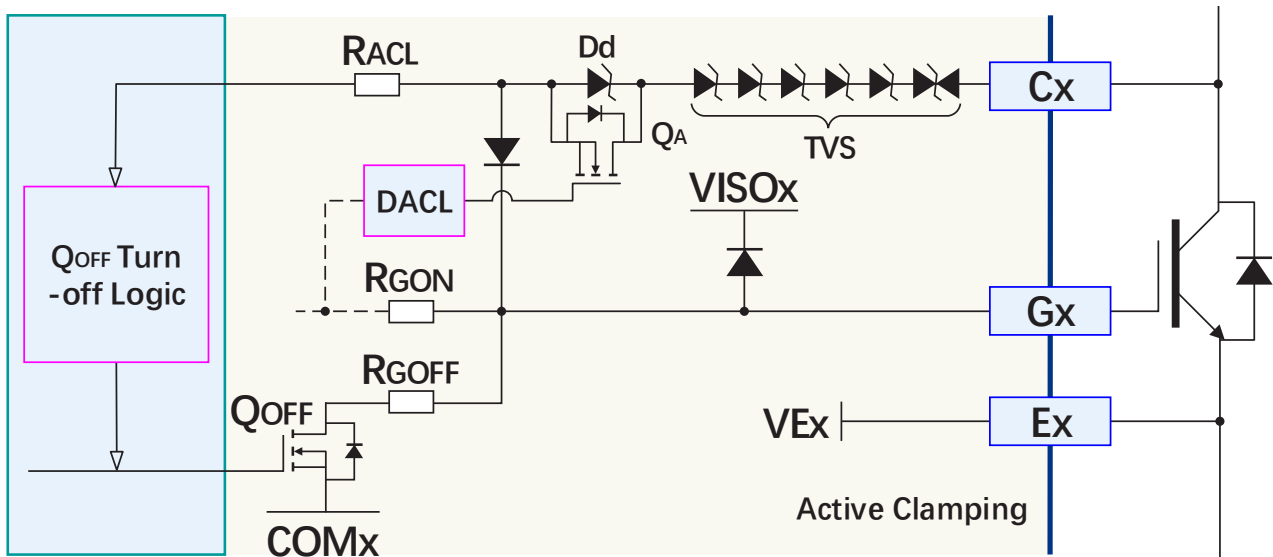 RACL
Dd
Cx
QA
TVS
DACL
VISOx
QOFF Turn
-off Logic
RGON
Gx
RGOFF
QOFF
VEx
Ex
Active Clamping
COMx